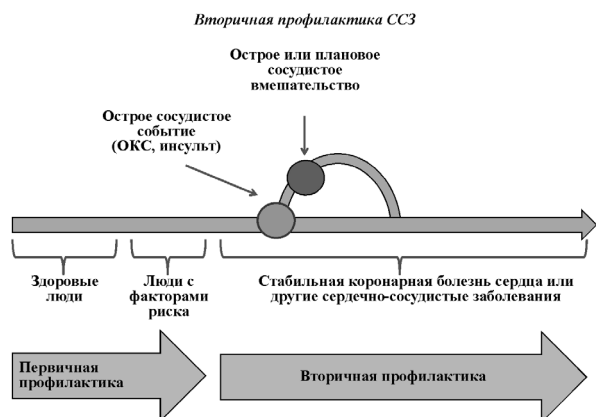 Вторичная профилактика ССЗ
Острое или плановое
сосудистое
вмешательство
Острое сосудистое
событие
(ОКС, инсульт)
Здоровые
люди
Люди с
факторами
риска
Стабильная коронарная болезнь сердца или
другие сердечно-сосудистые заболевания
Первичная
профилактика
Вторичная профилактика